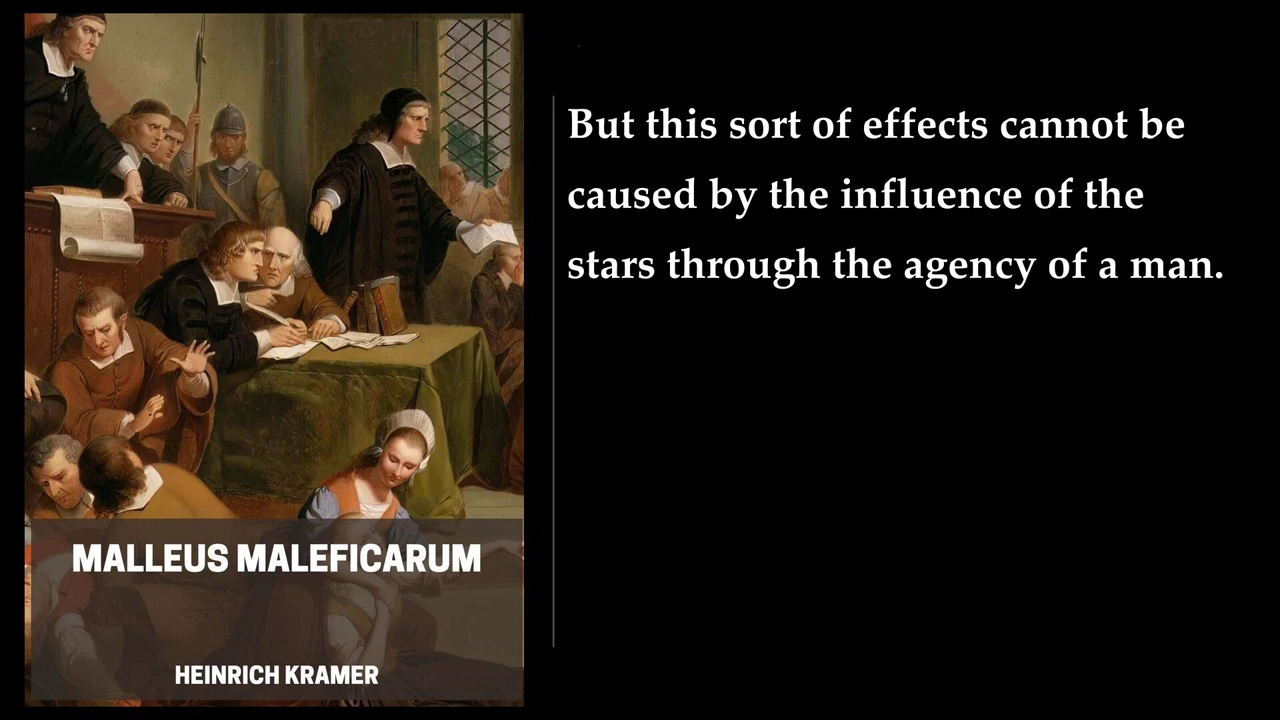 But this sort of effects cannot be
caused by the influence of the
stars through the agency of a man.
MALLEUS MALEFICARUM
HEINRICH KRAMER